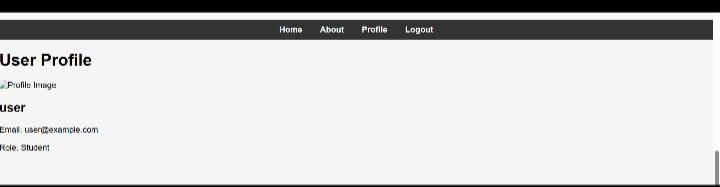 Home About Profile Logout
User Profile
Profile Image
user
Email: user@example.com
Role: Student